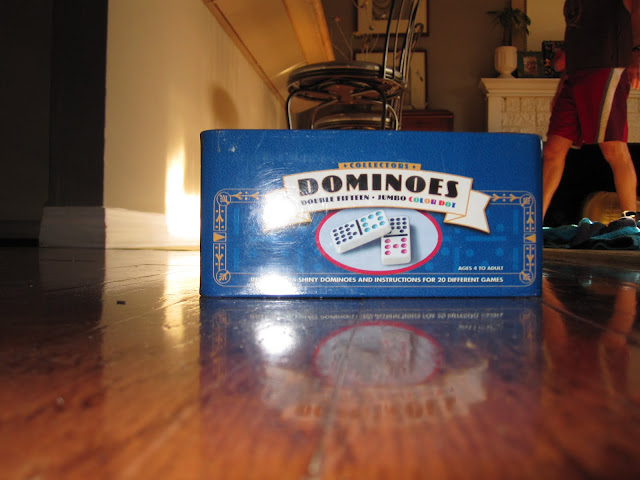 COLLECTORS
DOMINOES
DOUBLE FIFTEEN • JUMBO COLOR DOT
AGES 4 TO ADULT
SHINY DOMINOES AND INSTRUCTIONS FOR 20 DIFFERENT GAMES